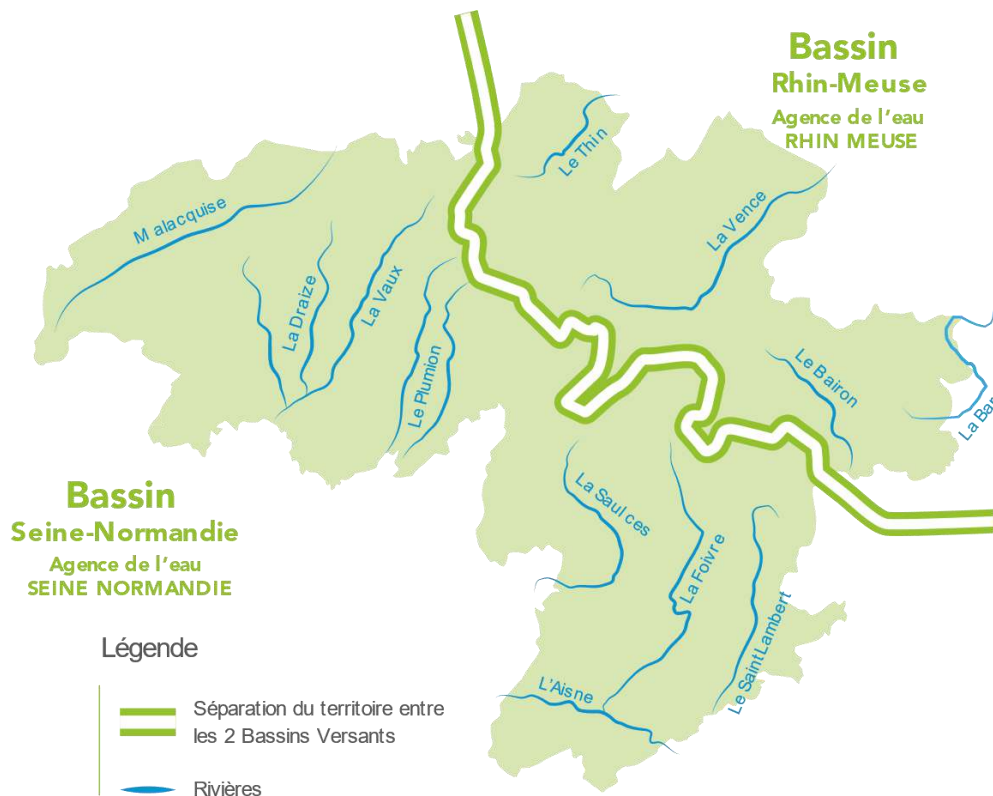 Bassin
Rhin-Meuse
Agence de l'eau
RHIN MEUSE
Le Thin
Malacquise
La Vence
La Draize
La Vaux
Le Plumion
Le Bairon
La Bar
Bassin
Seine-Normandie
Agence de l'eau
SEINE NORMANDIE
La Saulces
La Foivre
Le Saint Lambert
L'Aisne
Légende
Séparation du territoire entre
les 2 Bassins Versants
Rivières